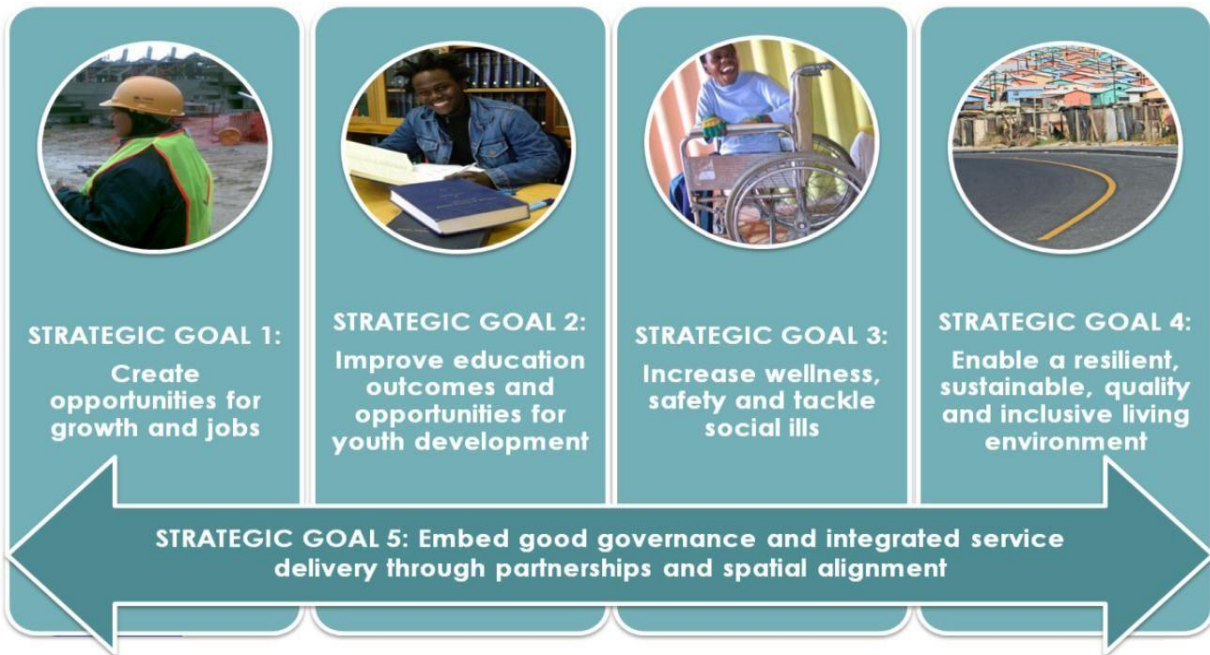 STRATEGIC GOAL 1:
Create
opportunities for
growth and jobs
STRATEGIC GOAL 2:
Improve education
outcomes and
opportunities for
youth development
STRATEGIC GOAL 3:
Increase wellness,
safety and tackle
social ills
STRATEGIC GOAL 4:
Enable a resilient,
sustainable, quality
and inclusive living
environment
STRATEGIC GOAL 5: Embed good governance and integrated service
delivery through partnerships and spatial alignment